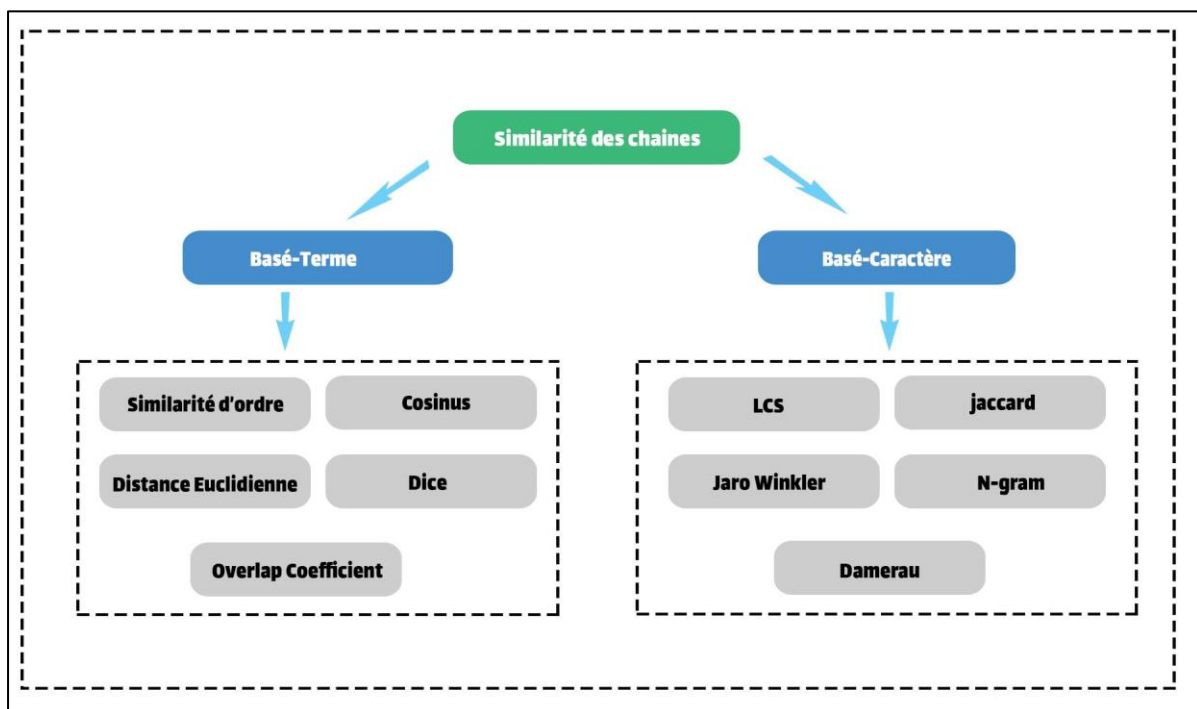 Similarité des chaines
Basé-Terme
Basé-Caractère
Similarité d'ordre
Cosinus
Distance Euclidienne
Dice
Overlap Coefficient
LCS
jaccard
Jaro Winkler
N-gram
Damerau